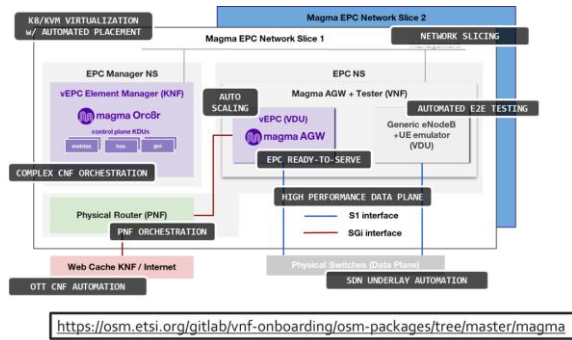 K8/KVM VIRTUALIZATION
w/ AUTOMATED PLACEMENT
Magma EPC Network Slice 2
Magma EPC Network Slice 1
NETWORK SLICING
EPC Manager NS
EPC NS
vEPC Element Manager (KNF)
magma Orc8r
control plane KDUs
metrics
hss
gui
COMPLEX CNF ORCHESTRATION
AUTO
SCALING
Magma AGW + Tester (VNF)
AUTOMATED E2E TESTING
vEPC (VDU)
magma AGW
Generic eNodeB
+UE emulator
(VDU)
EPC READY-TO-SERVE
HIGH PERFORMANCE DATA PLANE
Physical Router (PNF)
PNF ORCHESTRATION
S1 interface
SGi interface
Web Cache KNF / Internet
OTT CNF AUTOMATION
Physical Switches (Data Plane)
SDN UNDERLAY AUTOMATION
https://osm.etsi.org/gitlab/vnf-onboarding/osm-packages/tree/master/magma